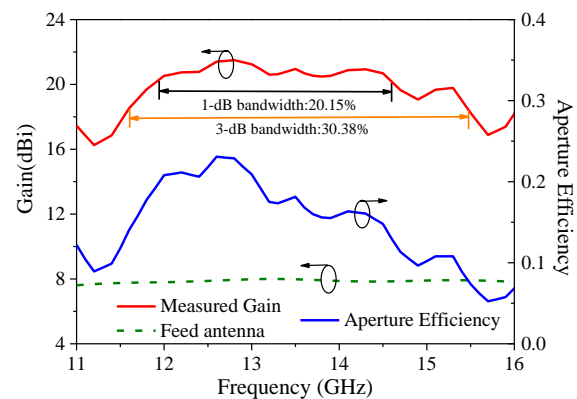 24
20
16
12
8
4
0.4
0.3
0.2
0.1
0.0
Gain(dBi)
Aperture Efficiency
1-dB bandwidth:20.15%
3-dB bandwidth:30.38%
Measured Gain
Feed antenna
Aperture Efficiency
11 12 13 14 15 16
Frequency (GHz)